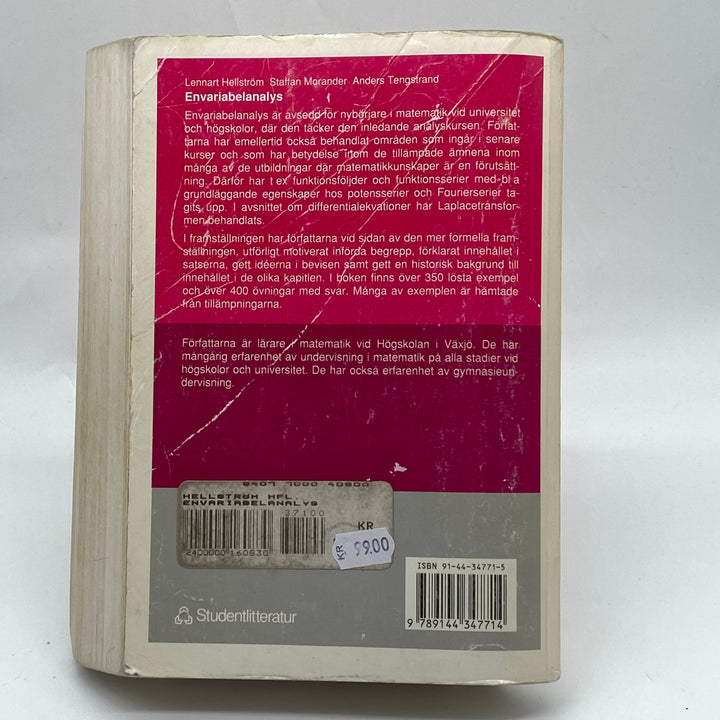 Lennart Hellström Staffan Morander Anders Tengstrand
Envariabelanalys
Envariabelanalys är avsedd för nybörjare i matematik vid universitet
och högskolor, där den täcker den inledande analyskursen. Förfat-
tarna har emellertid också behandlat områden som ingår i senare
kurser och som har betydelse inom de tillämpade ämnena inom
många av de utbildningar där matematikkunskaper är en förutsätt-
ning. Därför har t ex funktionsföljder och funktionsserier med bl a
grundläggande egenskaper hos potensserier och Fourierserier ta-
gits upp. I avsnittet om differentialekvationer har Laplacetransfor-
men behandlats.
I framställningen har författarna vid sidan av den mer formella fram-
ställningen, utförligt motiverat införda begrepp, förklarat innehållet i
satserna, gett idéerna i bevisen samt gett en historisk bakgrund till
innehållet i de olika kapitlen. I boken finns över 350 lösta exempel
och över 400 övningar med svar. Många av exemplen är hämtade
från tillämpningarna.
Författarna är lärare i matematik vid Högskolan i Växjö. De har
mångårig erfarenhet av undervisning i matematik på alla stadier vid
högskolor och universitet. De har också erfarenhet av gymnasieun-
dervisning.
HELLSTRÖM MFL.
ENVARIABELANALYS
37100
KR
2400000160830
KR 99.00
ISBN 91-44-34771-5
9 789144 347714
Studentlitteratur